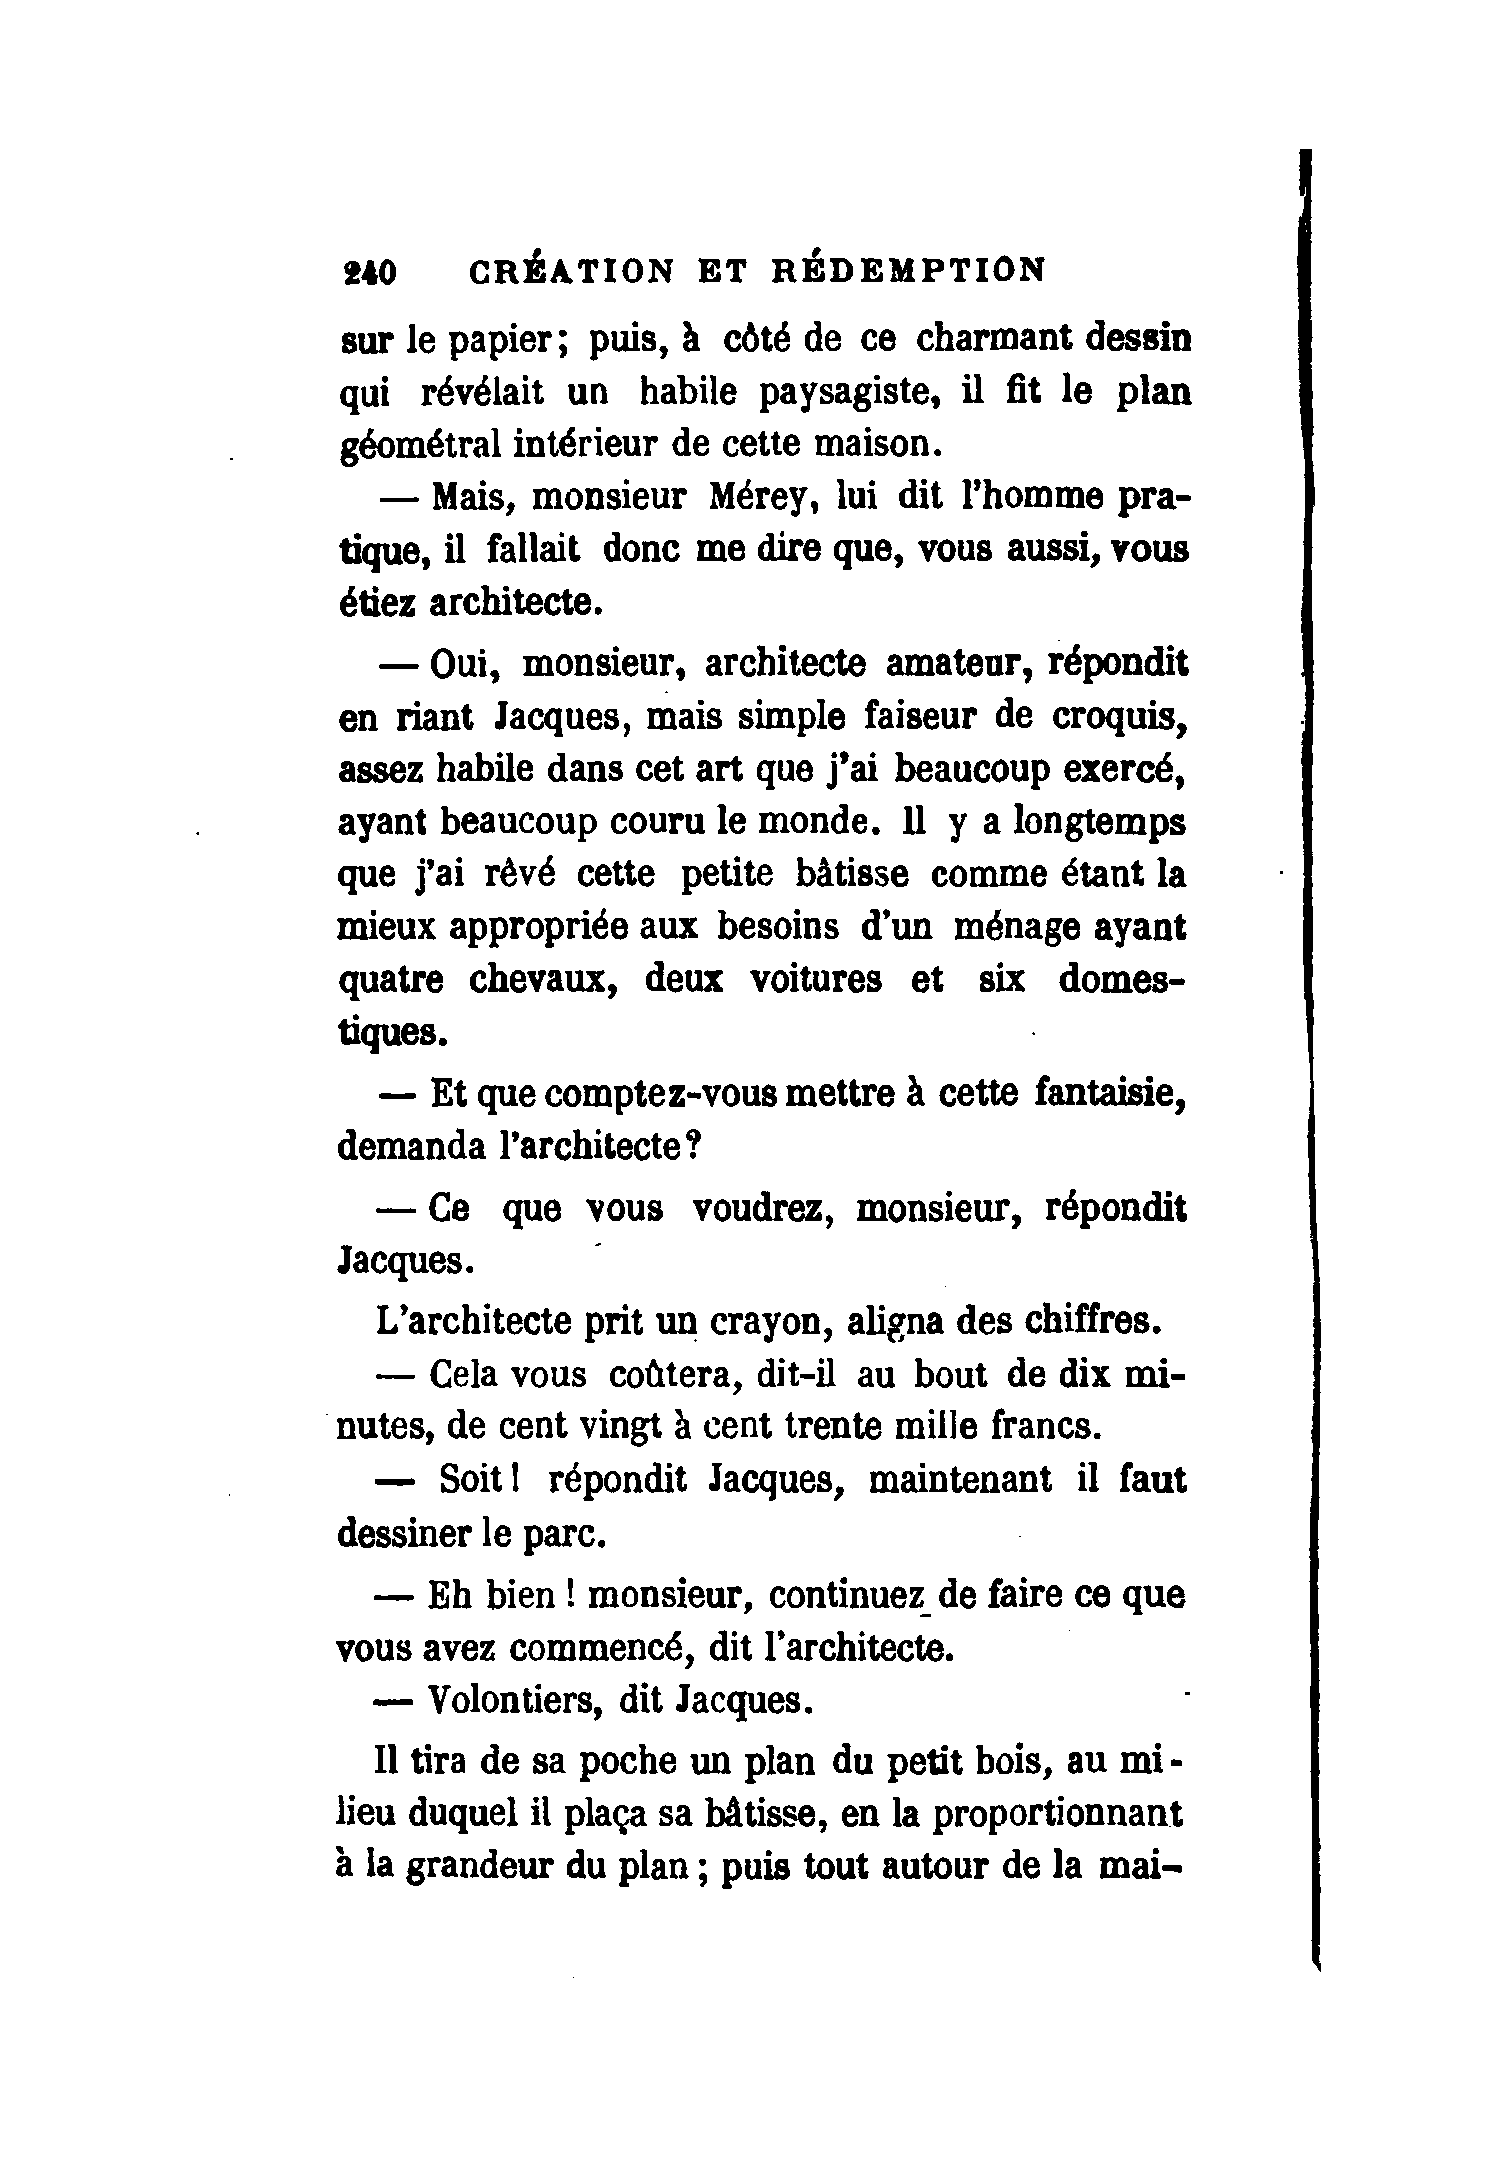 240 CRÉATION ET RÉDEMPTION
sur le papier; puis, à côté de ce charmant dessin
qui révélait un habile paysagiste, il fit le plan
géométral intérieur de cette maison.
— Mais, monsieur Mérey, lui dit l'homme pra-
tique, il fallait donc me dire que, vous aussi, vous
étiez architecte.
— Oui, monsieur, architecte amateur, répondit
en riant Jacques, mais simple faiseur de croquis,
assez habile dans cet art que j'ai beaucoup exercé,
ayant beaucoup couru le monde. Il y a longtemps
que j'ai rêvé cette petite bâtisse comme étant la
mieux appropriée aux besoins d'un ménage ayant
quatre chevaux, deux voitures et six domes-
tiques.
— Et que comptez-vous mettre à cette fantaisie,
demanda l'architecte?
— Ce que vous voudrez, monsieur, répondit
Jacques.
L'architecte prit un crayon, aligna des chiffres.
— Cela vous coûtera, dit-il au bout de dix mi-
nutes, de cent vingt à cent trente mille francs.
— Soit! répondit Jacques, maintenant il faut
dessiner le parc.
— Eh bien ! monsieur, continuez de faire ce que
vous avez commencé, dit l'architecte.
— Volontiers, dit Jacques.
Il tira de sa poche un plan du petit bois, au mi-
lieu duquel il plaça sa bâtisse, en la proportionnant
à la grandeur du plan ; puis tout autour de la mai-